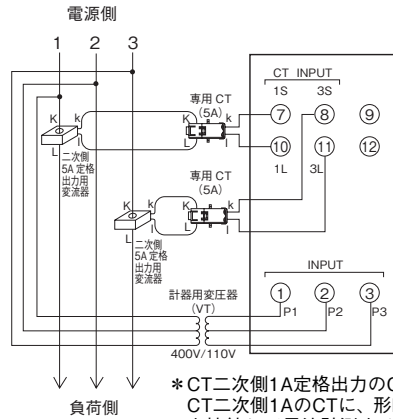 電源側
1 2 3
CT INPUT
1S 3S
専用 CT
(5A)
K k K k
⑦ ⑧ ⑨
L l L l
⑩ ⑪ ⑫
1L 3L
二次側
5A 定格
出力用
変流器
専用 CT
(5A)
K k K k
L l L l
二次側
5A 定格
出力用
変流器
INPUT
計器用変圧器
(VT)
① ② ③
P1 P2 P3
400V/110V
負荷側
＊CT二次側1A定格出力の
CT二次側1AのCTに、形